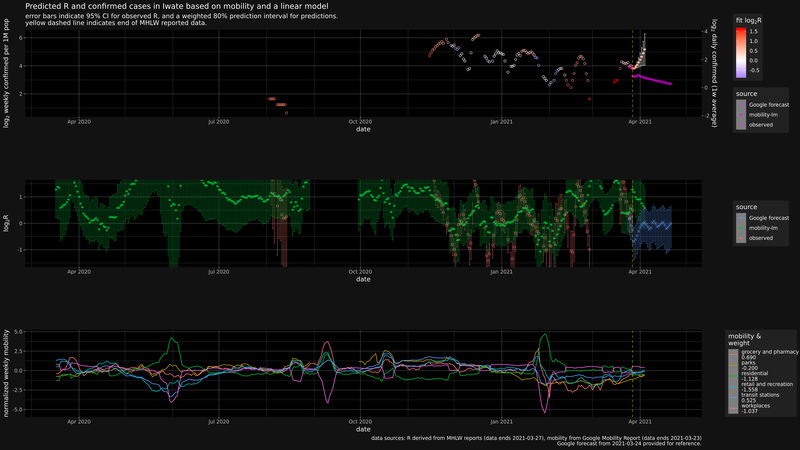 Predicted R and confirmed cases in Iwate based on mobility and a linear model
error bars indicate 95% CI for observed R, and a weighted 80% prediction interval for predictions.
yellow dashed line indicates end of MHLW reported data.
log₂ weekly confirmed per 1M pop
6
4
2
4
2
0
-2
log₂ daily confirmed (1w average)
Apr 2020
Jul 2020
Oct 2020
Jan 2021
Apr 2021
date
fit log₂R
1.5
1.0
0.5
0.0
-0.5
source
Google forecast
mobility-lm
observed
log₂R
1
0
-1
Apr 2020
Jul 2020
Oct 2020
Jan 2021
Apr 2021
date
source
Google forecast
mobility-lm
observed
normalized weekly mobility
5.0
2.5
0.0
-2.5
-5.0
Apr 2020
Jul 2020
Oct 2020
Jan 2021
Apr 2021
date
mobility &
weight
grocery and pharmacy
0.690
parks
-0.200
residential
-1.128
retail and recreation
-1.558
transit stations
0.525
workplaces
-1.037
data sources: R derived from MHLW reports (data ends 2021-03-27), mobility from Google Mobility Report (data ends 2021-03-23)
Google forecast from 2021-03-24 provided for reference.